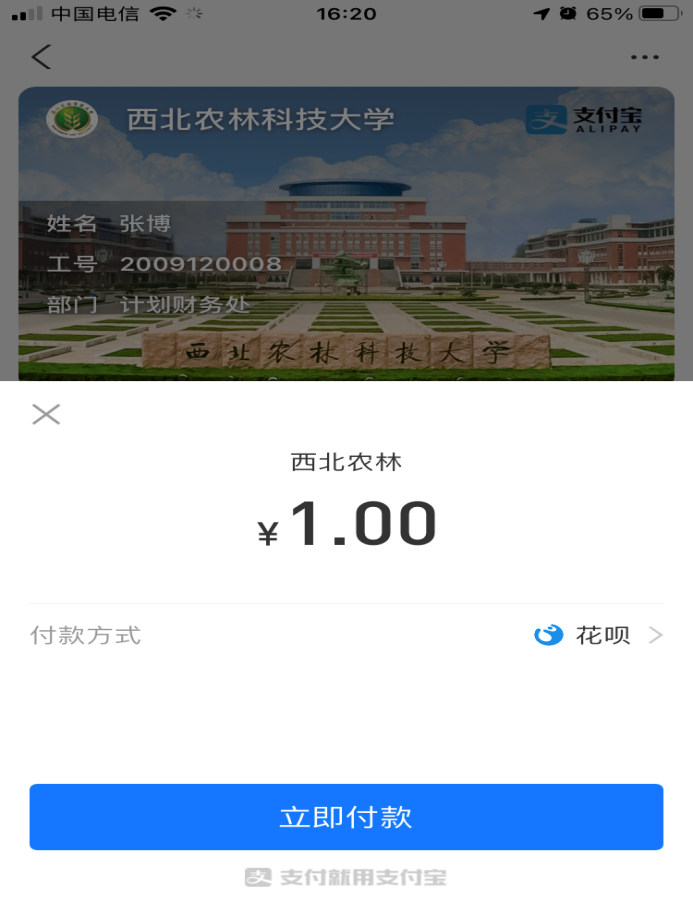 中国电信 16:20 65%
西北农林科技大学 支付宝
ALIPAY
姓名 张博
工号 2009120008
部门 计划财务处
西北农林科技大学
西北农林
¥1.00
付款方式 花呗
立即付款
支付就用支付宝